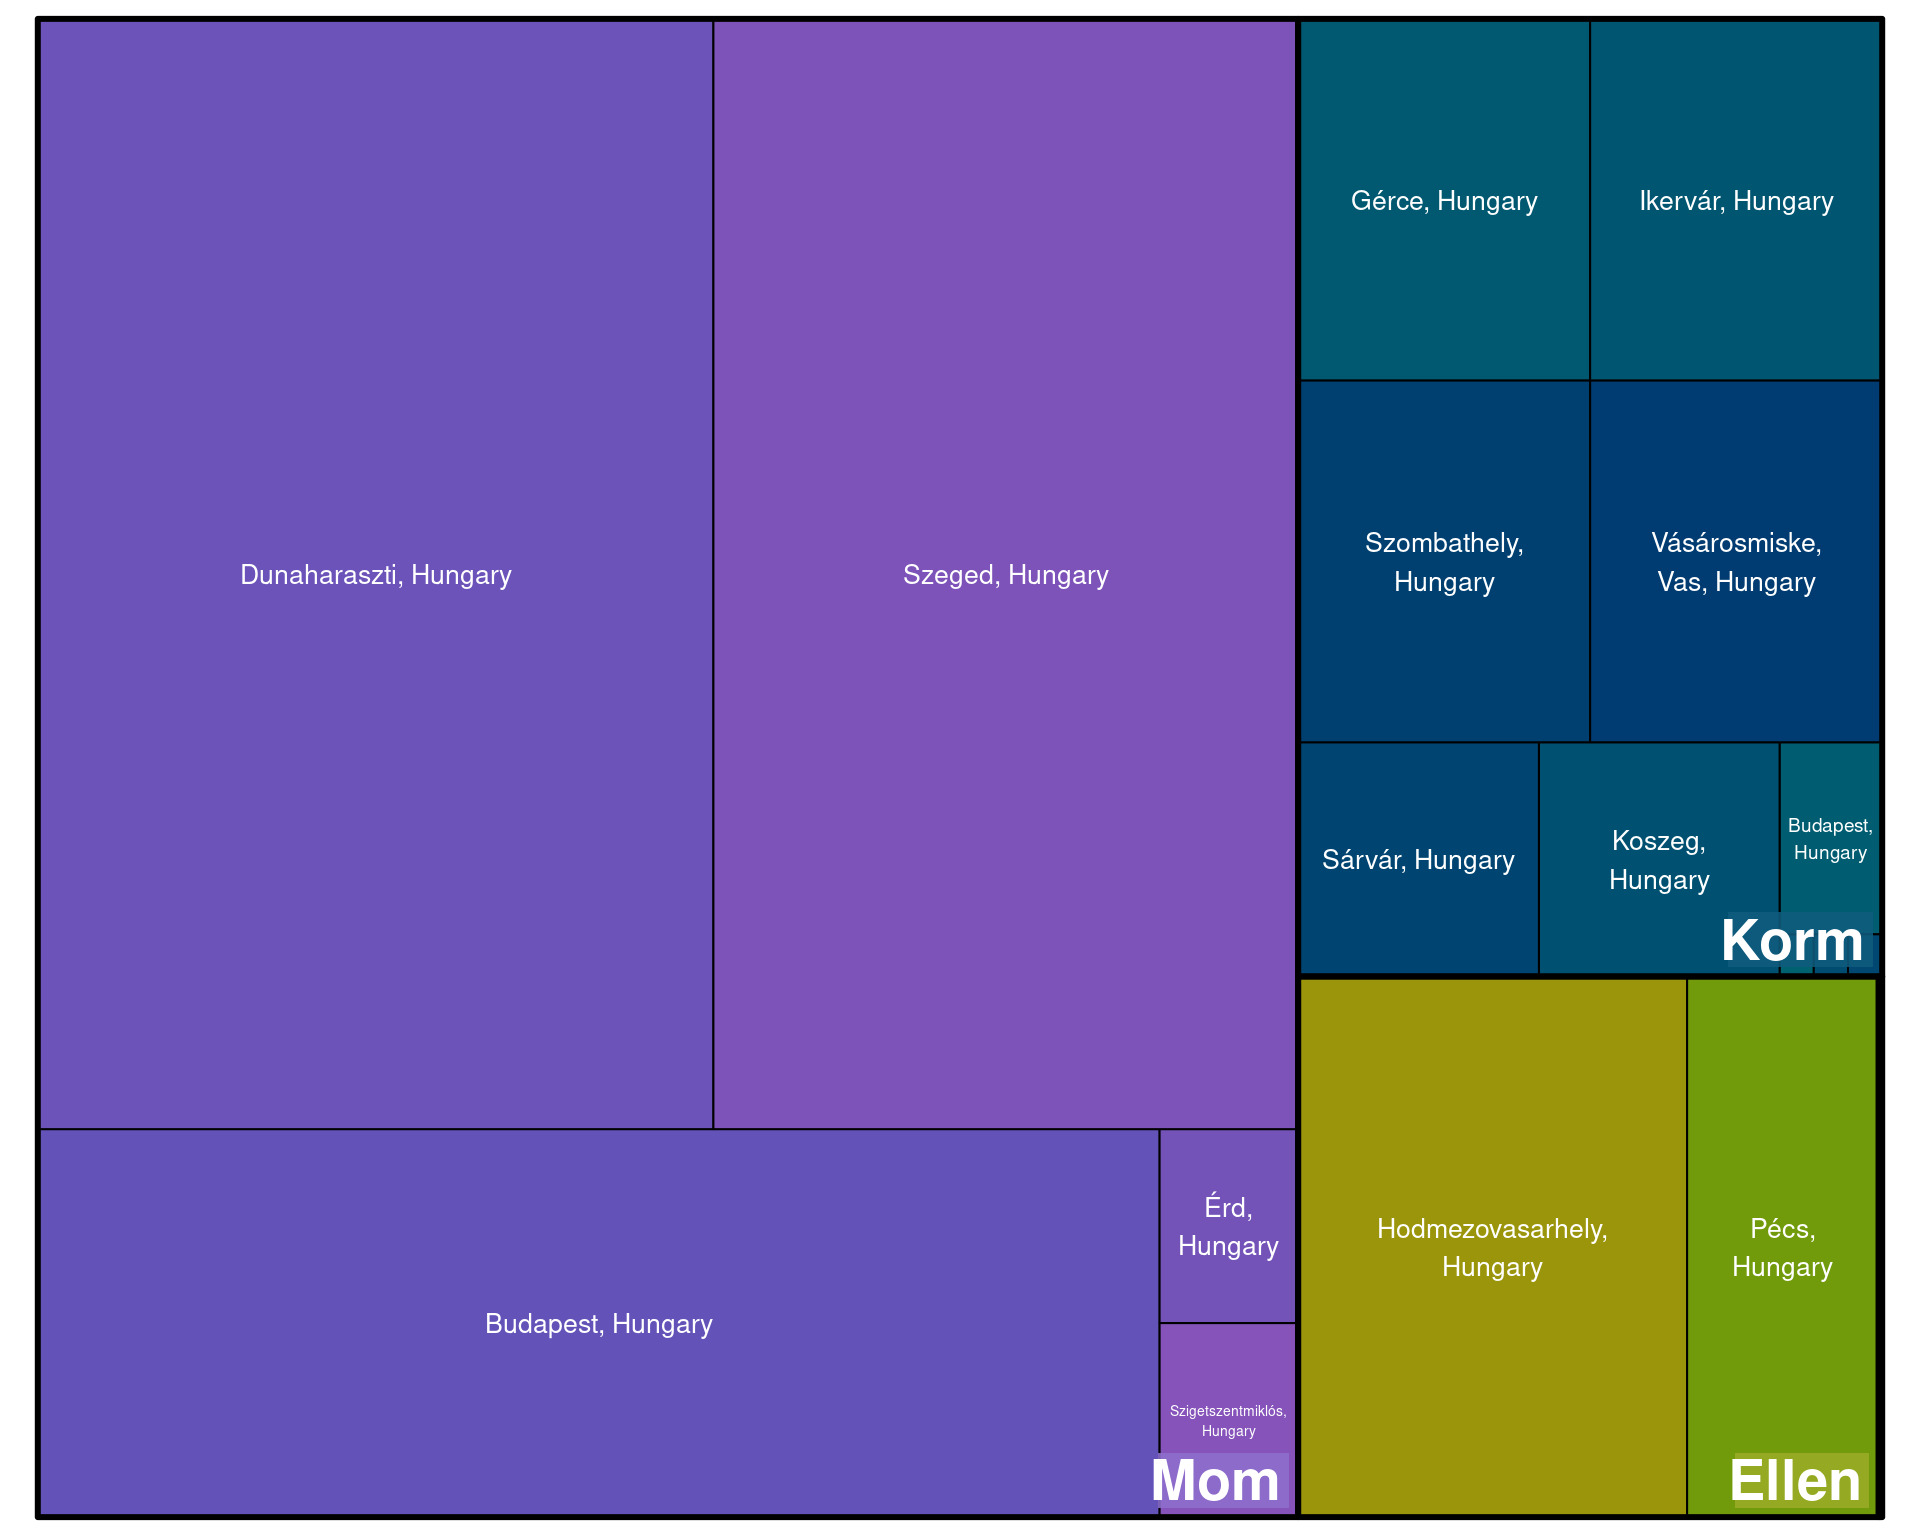 Dunaharaszti, Hungary
Szeged, Hungary
Budapest, Hungary
Érd,
Hungary
Szigetszentmiklós,
Hungary
Mom
Gérce, Hungary
Ikervár, Hungary
Szombathely,
Hungary
Vásárosmiske,
Vas, Hungary
Sárvár, Hungary
Koszeg,
Hungary
Budapest,
Hungary
Korm
Hodmezovasarhely,
Hungary
Pécs,
Hungary
Ellen